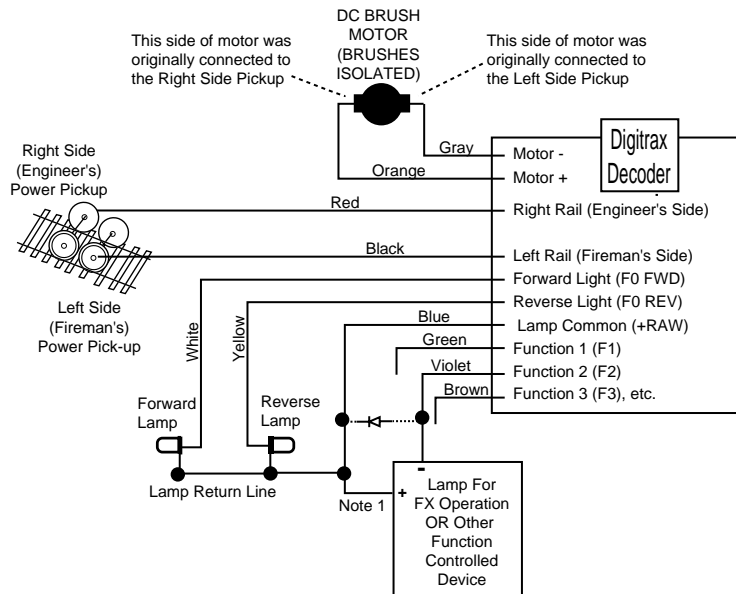 DC BRUSH
MOTOR
(BRUSHES
ISOLATED)
This side of motor was
originally connected to
the Right Side Pickup
This side of motor was
originally connected to
the Left Side Pickup
Digitrax
Decoder
Gray
Motor -
Orange
Motor +
Right Side
(Engineer's)
Power Pickup
Red
Right Rail (Engineer's Side)
Black
Left Rail (Fireman's Side)
Forward Light (F0 FWD)
Left Side
(Fireman's)
Power Pick-up
White
Yellow
Reverse Light (F0 REV)
Blue
Lamp Common (+RAW)
Green
Function 1 (F1)
Violet
Function 2 (F2)
Brown
Function 3 (F3), etc.
Forward
Lamp
Reverse
Lamp
Lamp Return Line
Note 1
+
-
Lamp For
FX Operation
OR Other
Function
Controlled
Device